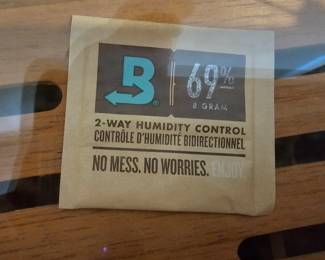 B 69%
8 GRAM
2-WAY HUMIDITY CONTROL
CONTRÔLE D'HUMIDITÉ BIDIRECTIONNEL
NO MESS. NO WORRIES. ENJOY.